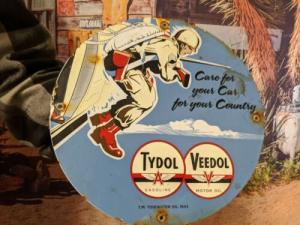 Care for
your Car
for your Country
TYDOL
VEEDOL
A
GASOLINE
MOTOR OIL